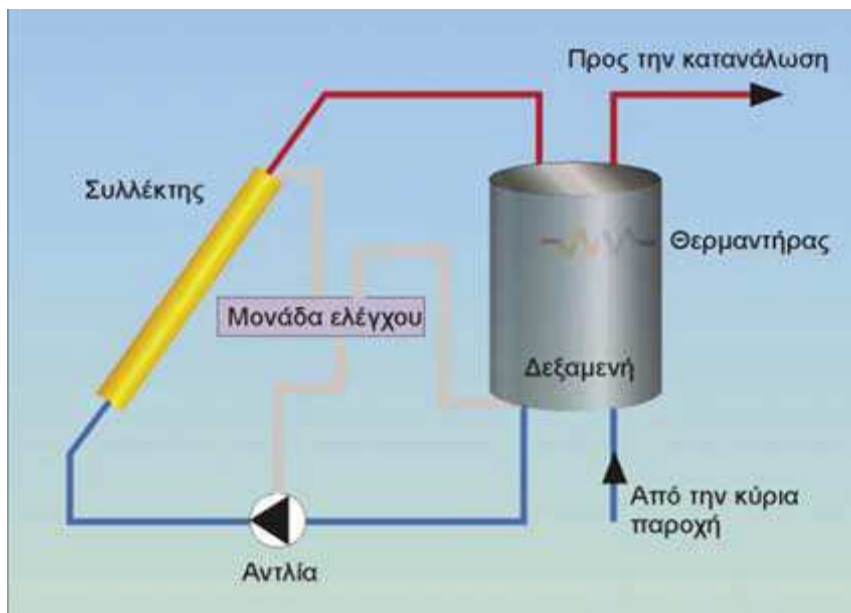 Προς την κατανάλωση
Συλλέκτης
Θερμαντήρας
Μονάδα ελέγχου
Δεξαμενή
Από την κύρια
παροχή
Αντλία